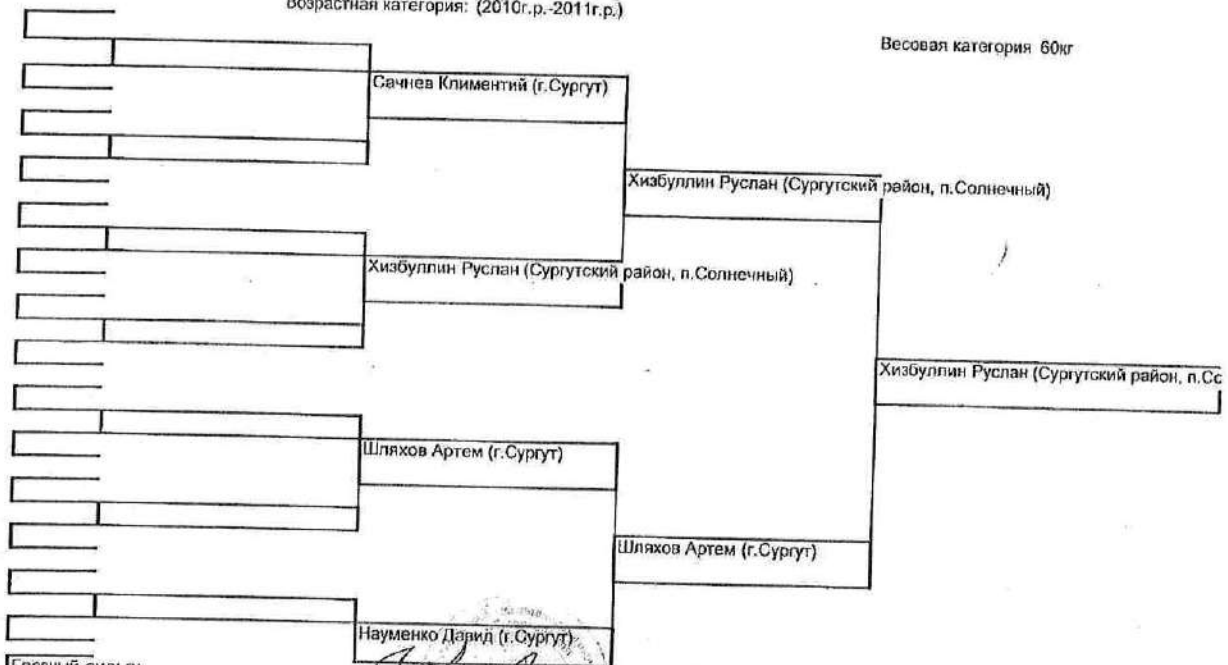 Возрастная категория: (2010г.р.-2011г.р.)
Весовая категория 60кг
Сачнев Климентий (г.Сургут)
Хизбуллин Руслан (Сургутский район, п.Солнечный)
Хизбуллин Руслан (Сургутский район, п.Солнечный)
Хизбуллин Руслан (Сургутский район, п.Сс
Шляхов Артем (г.Сургут)
Шляхов Артем (г.Сургут)
Науменко Давид (г.Сургут)